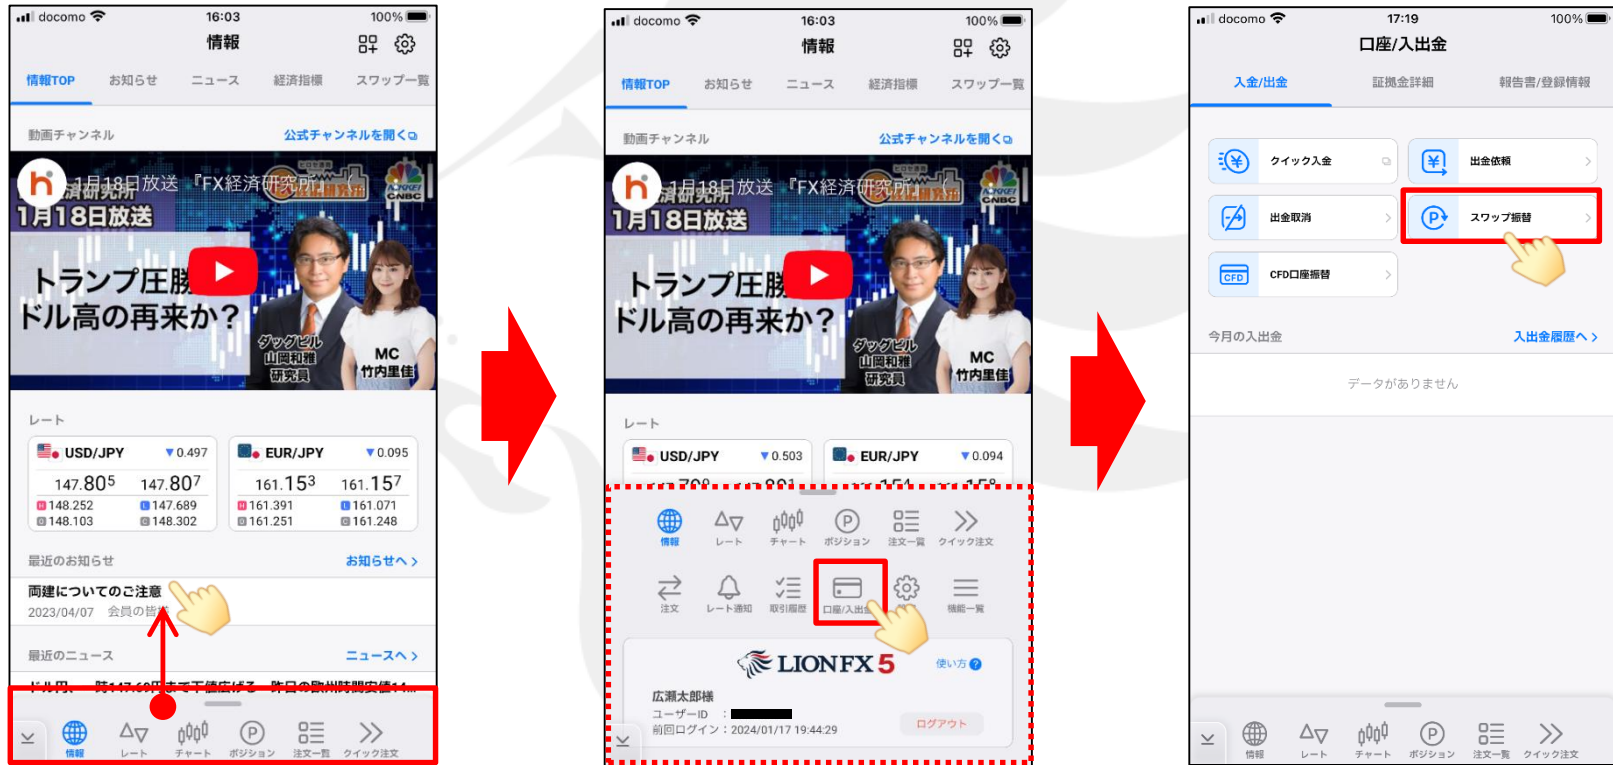 docomo 16:03 100%
情報
情報TOP お知らせ ニュース 経済指標 スワップ一覧
動画チャンネル 公式チャンネルを開く
1月18日放送 『FX経済研究所』
1月18日放送
トランプ圧勝
ドル高の再来か?
ダッグビル
山岡和雅
研究員
MC
竹内里佳
レート
USD/JPY ▼0.497 EUR/JPY ▼0.095
147.805 147.807 161.153 161.157
H 148.252 L 147.689 H 161.391 L 161.071
O 148.103 C 148.302 O 161.251 C 161.248
最近のお知らせ お知らせへ >
両建についてのご注意
2023/04/07 会員の皆様
最近のニュース ニュースへ >
情報 レート チャート ポジション 注文一覧 クイック注文
docomo 16:03 100%
情報
情報TOP お知らせ ニュース 経済指標 スワップ一覧
動画チャンネル 公式チャンネルを開く
1月18日放送 『FX経済研究所』
1月18日放送
トランプ圧勝
ドル高の再来か?
ダッグビル
山岡和雅
研究員
MC
竹内里佳
レート
USD/JPY ▼0.503 EUR/JPY ▼0.094
情報 レート チャート ポジション 注文一覧 クイック注文
注文 レート通知 取引履歴 口座/入出金 機能一覧
LION FX 5 使い方 ?
広瀬太郎様
ユーザーID :
前回ログイン : 2024/01/17 19:44:29
ログアウト
docomo 17:19 100%
口座/入出金
入金/出金 証拠金詳細 報告書/登録情報
クイック入金 出金依頼
出金取消 P スワップ振替
CFD CFD口座振替
今月の入出金 入出金履歴へ >
データがありません
情報 レート チャート ポジション 注文一覧 クイック注文